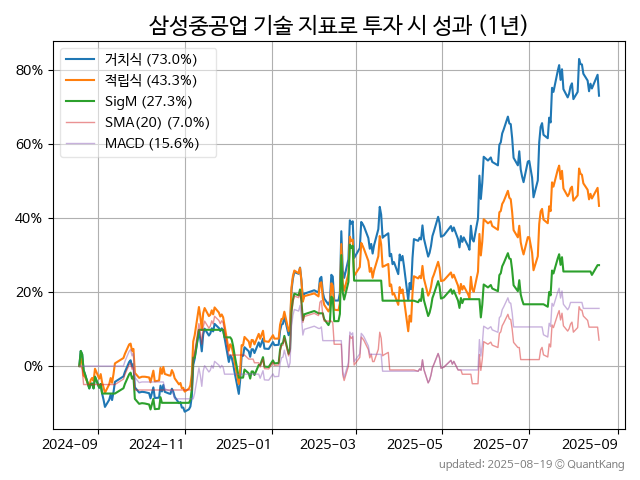 삼성중공업 기술 지표로 투자 시 성과 (1년)
거치식 (73.0%)
적립식 (43.3%)
SigM (27.3%)
SMA(20) (7.0%)
MACD (15.6%)
80%
60%
40%
20%
0%
2024-09 2024-11 2025-01 2025-03 2025-05 2025-07 2025-09
updated: 2025-08-19 © QuantKang